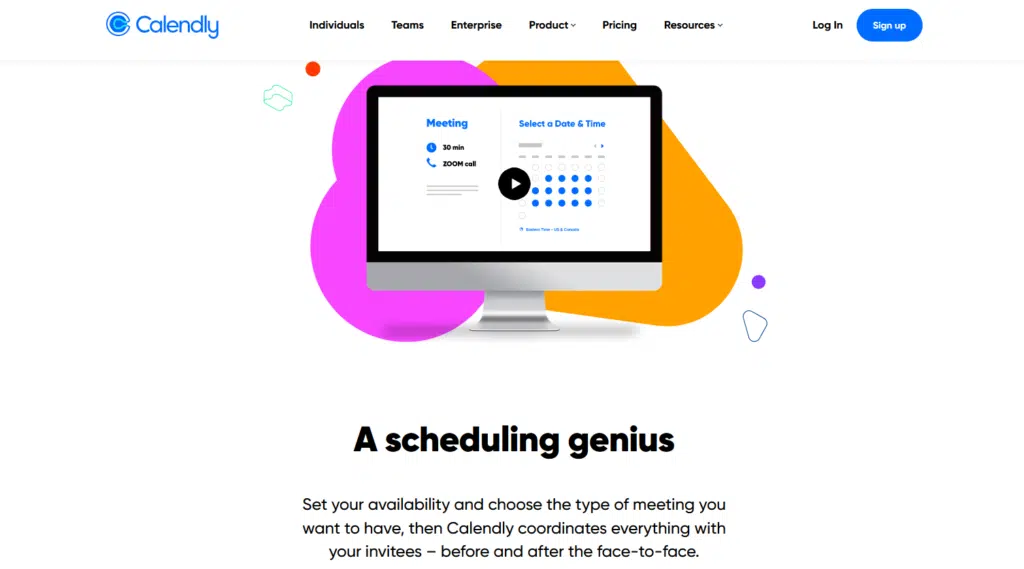 Calendly
Individuals
Teams
Enterprise
Product
Pricing
Resources
Log In
Sign up
Meeting
30 min
ZOOM call
Select a Date & Time
Eastern Time - US & Canada
A scheduling genius
Set your availability and choose the type of meeting you
want to have, then Calendly coordinates everything with
your invitees – before and after the face-to-face.